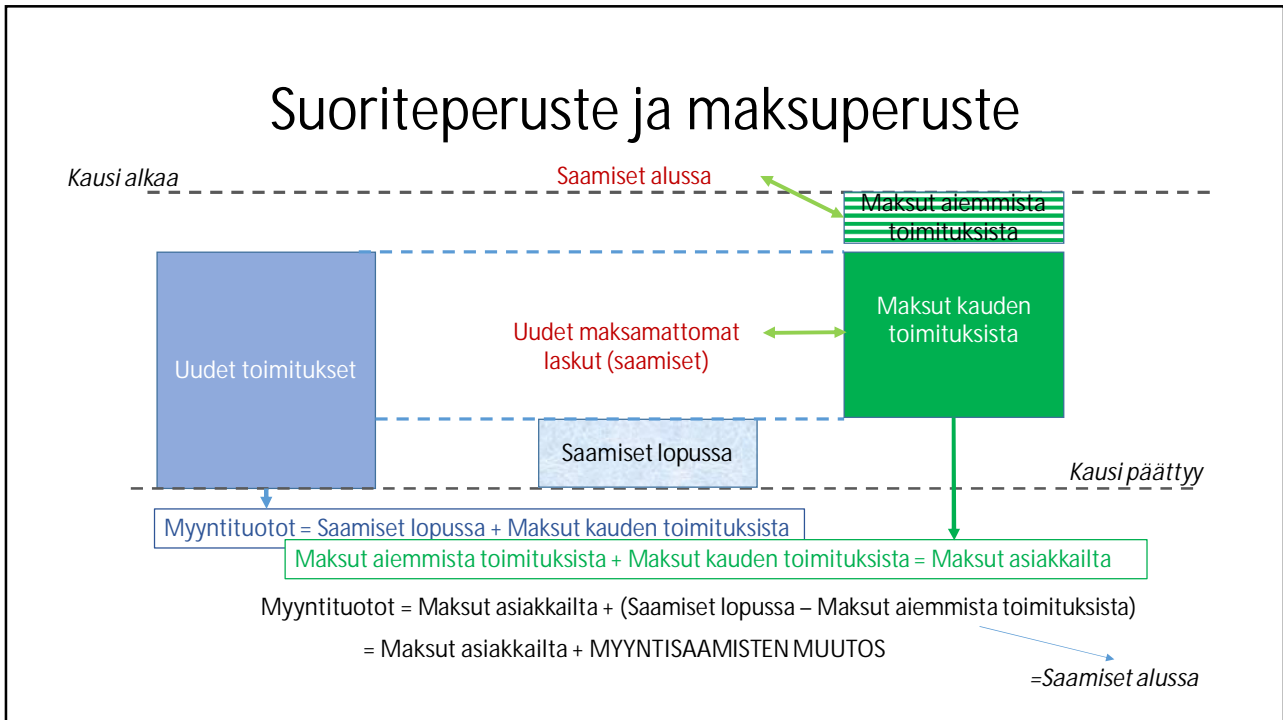 Suoriteperuste ja maksuperuste
Kausi alkaa
Saamiset alussa
Maksut aiemmista
toimituksista
Uudet toimitukset
Uudet maksamattomat
laskut (saamiset)
Maksut kauden
toimituksista
Saamiset lopussa
Kausi päättyy
Myyntituotot = Saamiset lopussa + Maksut kauden toimituksista
Maksut aiemmista toimituksista + Maksut kauden toimituksista = Maksut asiakkailta
Myyntituotot = Maksut asiakkailta + (Saamiset lopussa – Maksut aiemmista toimituksista)
= Maksut asiakkailta + MYYNTISAAMISTEN MUUTOS
=Saamiset alussa